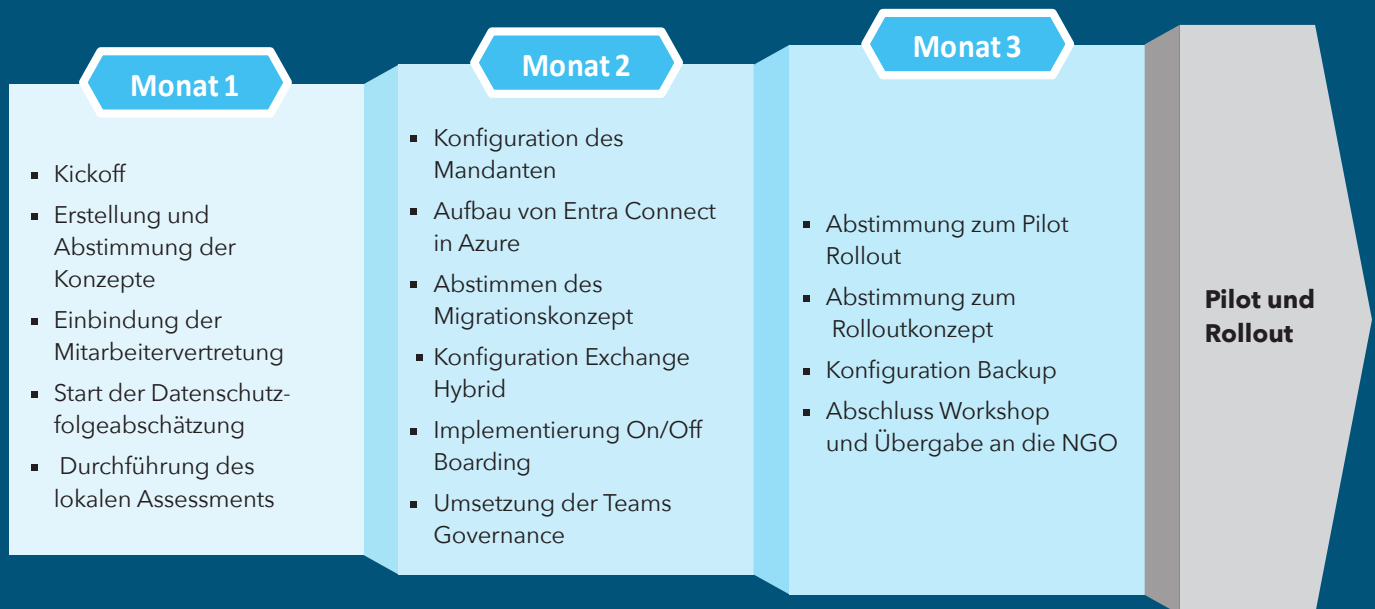 Monat 1
Kickoff
Erstellung und
Abstimmung der
Konzepte
Einbindung der
Mitarbeitervertretung
Start der Datenschutz-
folgeabschätzung
Durchführung des
lokalen Assessments
Monat 2
Konfiguration des
Mandanten
Aufbau von Entra Connect
in Azure
Abstimmen des
Migrationskonzept
Konfiguration Exchange
Hybrid
Implementierung On/Off
Boarding
Umsetzung der Teams
Governance
Monat 3
Abstimmung zum Pilot
Rollout
Abstimmung zum
Rolloutkonzept
Konfiguration Backup
Abschluss Workshop
und Übergabe an die NGO
Pilot und
Rollout